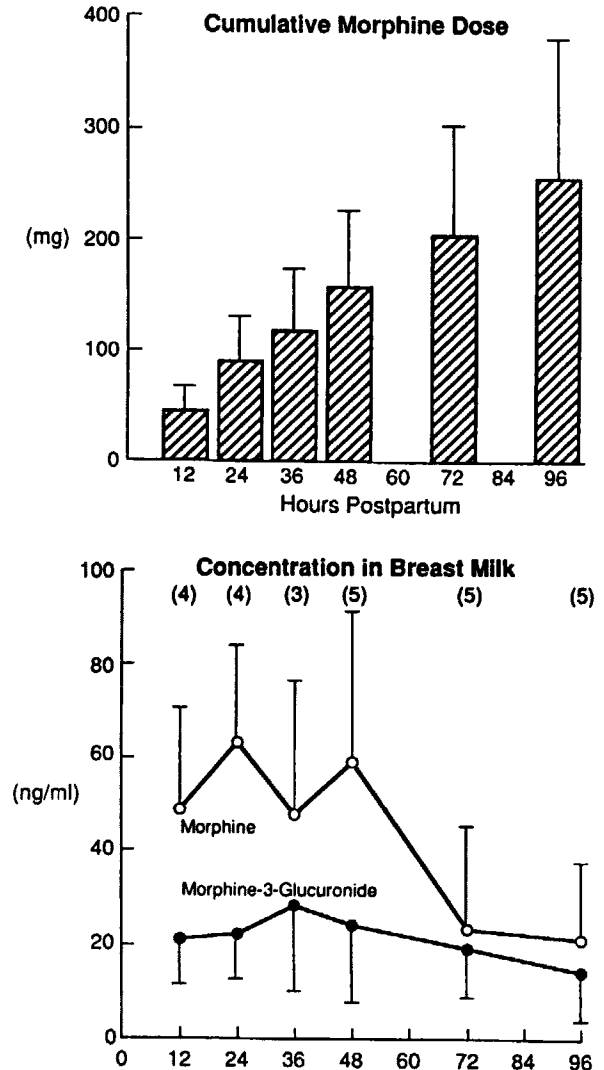 Cumulative Morphine Dose
400
300
(mg)
200
100
0
12 24 36 48 60 72 84 96
Hours Postpartum
Concentration in Breast Milk
100
(4) (4) (3) (5) (5) (5)
80
60
(ng/ml)
Morphine
40
Morphine-3-Glucuronide
20
0
0 12 24 36 48 60 72 84 96